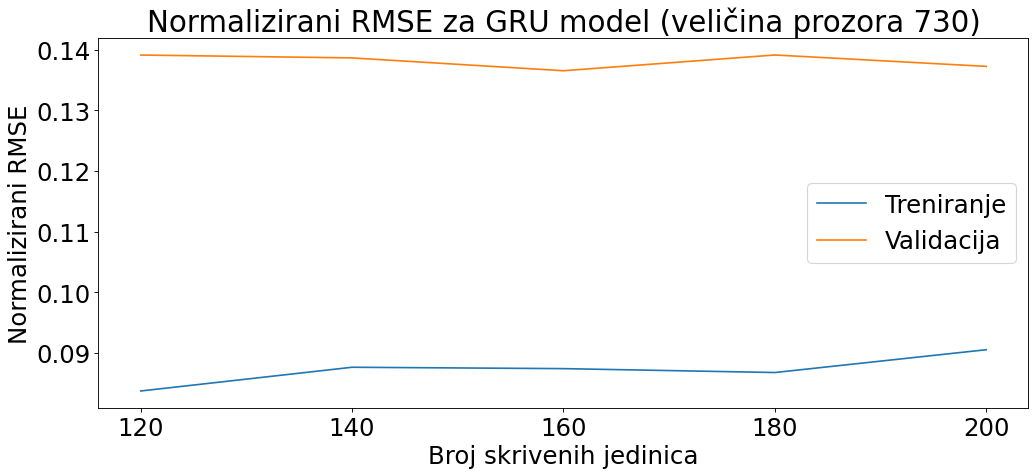 Normalizirani RMSE za GRU model (veličina prozora 730)
Normalizirani RMSE
0.14
0.13
0.12
0.11
0.10
0.09
Treniranje
Validacija
120 140 160 180 200
Broj skrivenih jedinica